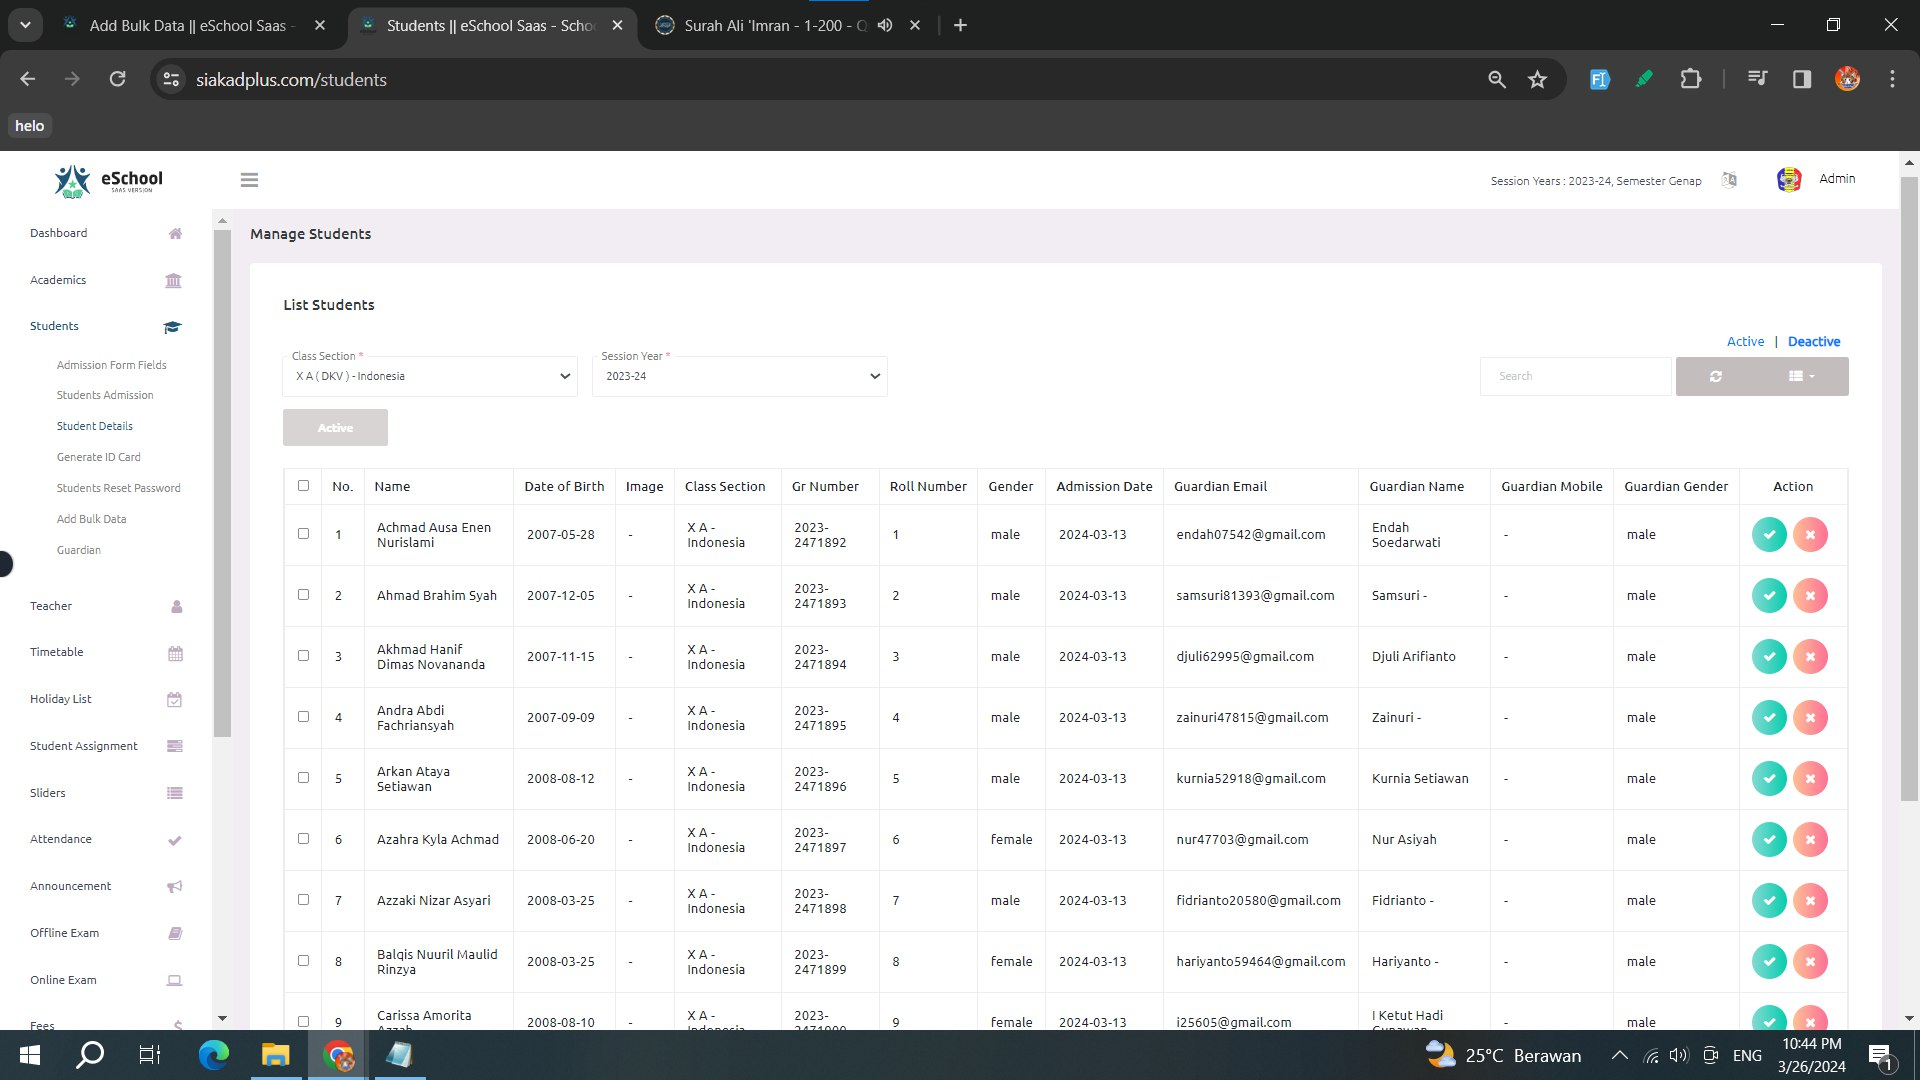 Add Bulk Data || eSchool Saas -
Students || eSchool Saas - Scho
Surah Ali 'Imran - 1-200 - Q
siakadplus.com/students
helo
eSchool
SAAS VERSION
Session Years : 2023-24, Semester Genap
Admin
Dashboard
Academics
Students
Admission Form Fields
Students Admission
Student Details
Generate ID Card
Students Reset Password
Add Bulk Data
Guardian
Teacher
Timetable
Holiday List
Student Assignment
Sliders
Attendance
Announcement
Offline Exam
Online Exam
Fees
Manage Students
List Students
Active | Deactive
Class Section *
X A ( DKV ) - Indonesia
Session Year *
2023-24
Search
Active
No. Name Date of Birth Image Class Section Gr Number Roll Number Gender Admission Date Guardian Email Guardian Name Guardian Mobile Guardian Gender Action
1 Achmad Ausa Enen Nurislami 2007-05-28 - X A - Indonesia 2023-2471892 1 male 2024-03-13 endah07542@gmail.com Endah Soedarwati - male
2 Ahmad Brahim Syah 2007-12-05 - X A - Indonesia 2023-2471893 2 male 2024-03-13 samsuri81393@gmail.com Samsuri - - male
3 Akhmad Hanif Dimas Novananda 2007-11-15 - X A - Indonesia 2023-2471894 3 male 2024-03-13 djuli62995@gmail.com Djuli Arifianto - male
4 Andra Abdi Fachriansyah 2007-09-09 - X A - Indonesia 2023-2471895 4 male 2024-03-13 zainuri47815@gmail.com Zainuri - - male
5 Arkan Ataya Setiawan 2008-08-12 - X A - Indonesia 2023-2471896 5 male 2024-03-13 kurnia52918@gmail.com Kurnia Setiawan - male
6 Azahra Kyla Achmad 2008-06-20 - X A - Indonesia 2023-2471897 6 female 2024-03-13 nur47703@gmail.com Nur Asiyah - male
7 Azzaki Nizar Asyari 2008-03-25 - X A - Indonesia 2023-2471898 7 male 2024-03-13 fidrianto20580@gmail.com Fidrianto - - male
8 Balqis Nuuril Maulid Rinzya 2008-03-25 - X A - Indonesia 2023-2471899 8 female 2024-03-13 hariyanto59464@gmail.com Hariyanto - - male
9 Carissa Amorita 2008-08-10 - X A - 2023- 9 female 2024-03-13 i25605@gmail.com I Ketut Hadi - male
25°C Berawan
ENG
10:44 PM
3/26/2024
1